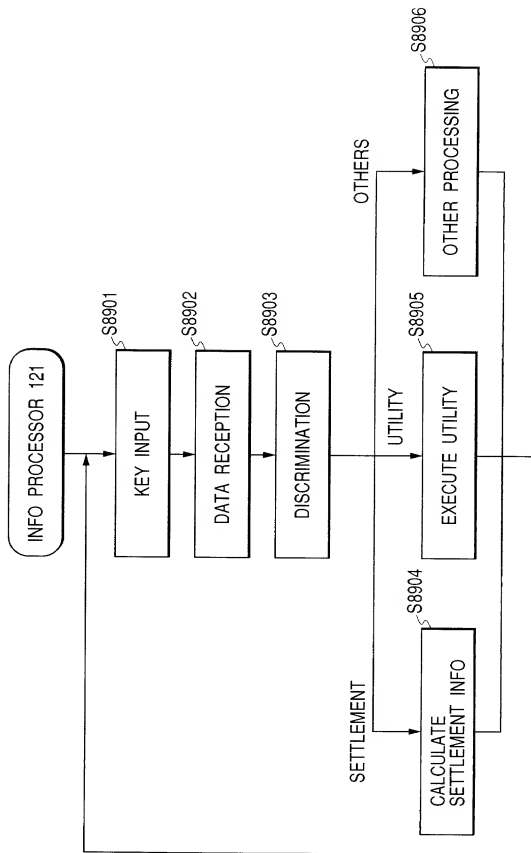 INFO PROCESSOR 121
S8901
KEY INPUT
S8902
DATA RECEPTION
S8903
DISCRIMINATION
SETTLEMENT
UTILITY
OTHERS
S8904
CALCULATE
SETTLEMENT INFO
S8905
EXECUTE UTILITY
S8906
OTHER PROCESSING